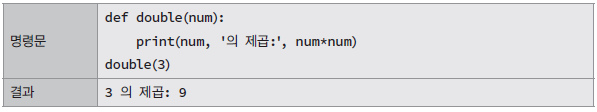 명령문
def double(num):
    print(num, '의 제곱:', num*num)
double(3)
결과
3 의 제곱: 9